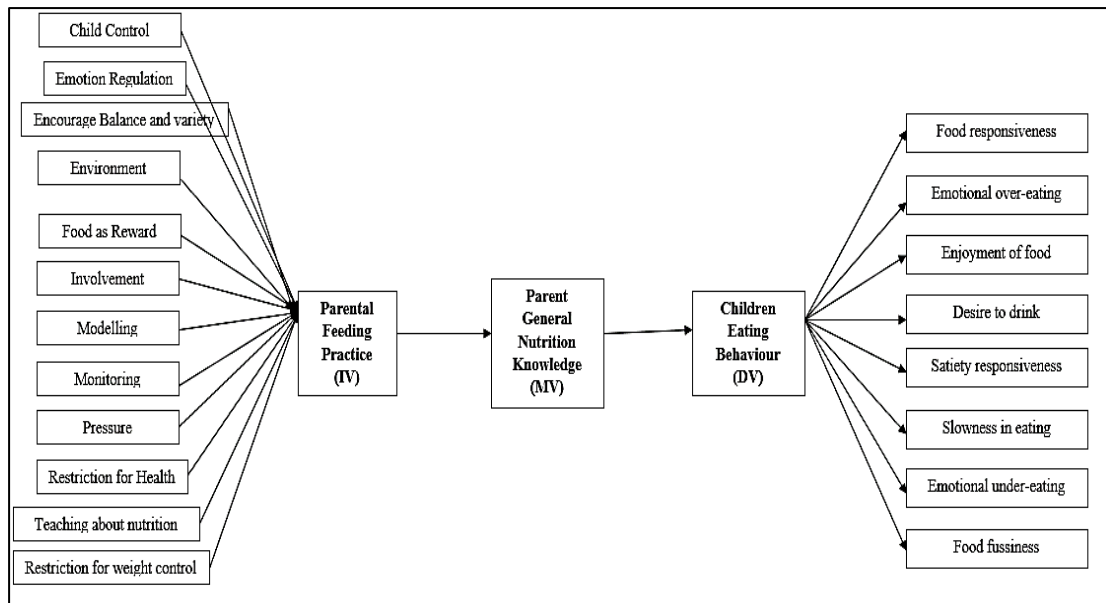 Child Control
Emotion Regulation
Encourage Balance and variety
Environment
Food as Reward
Involvement
Modelling
Monitoring
Pressure
Restriction for Health
Teaching about nutrition
Restriction for weight control
Parental
Feeding
Practice
(IV)
Parent
General
Nutrition
Knowledge
(MV)
Children
Eating
Behaviour
(DV)
Food responsiveness
Emotional over-eating
Enjoyment of food
Desire to drink
Satiety responsiveness
Slowness in eating
Emotional under-eating
Food fussiness